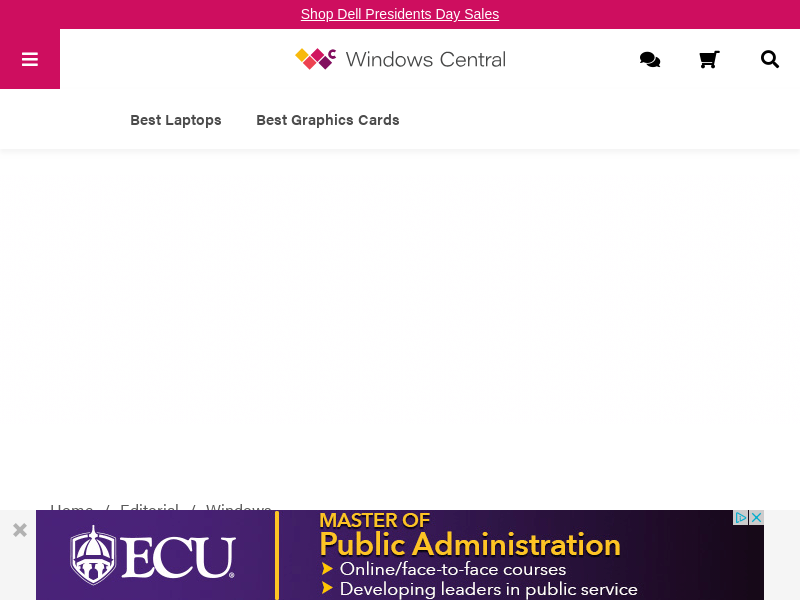 Shop Dell Presidents Day Sales
Windows Central
Best Laptops
Best Graphics Cards
Home / Editorial / Windows
MASTER OF
Public Administration
Online/face-to-face courses
Developing leaders in public service
ECU